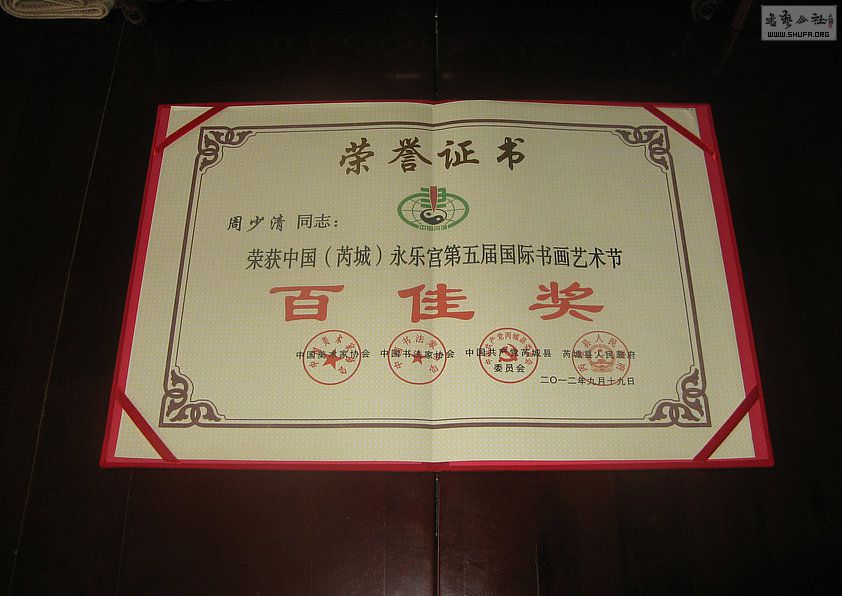 WWW.SHUFA.ORG
荣誉证书
中国芮城
周少清 同志：
荣获中国（芮城）永乐宫第五届国际书画艺术节
百佳奖
中国美术家协会 中国书法家协会 中国共产党芮城县 芮城县人民政府
委员会
二〇一二年九月十九日